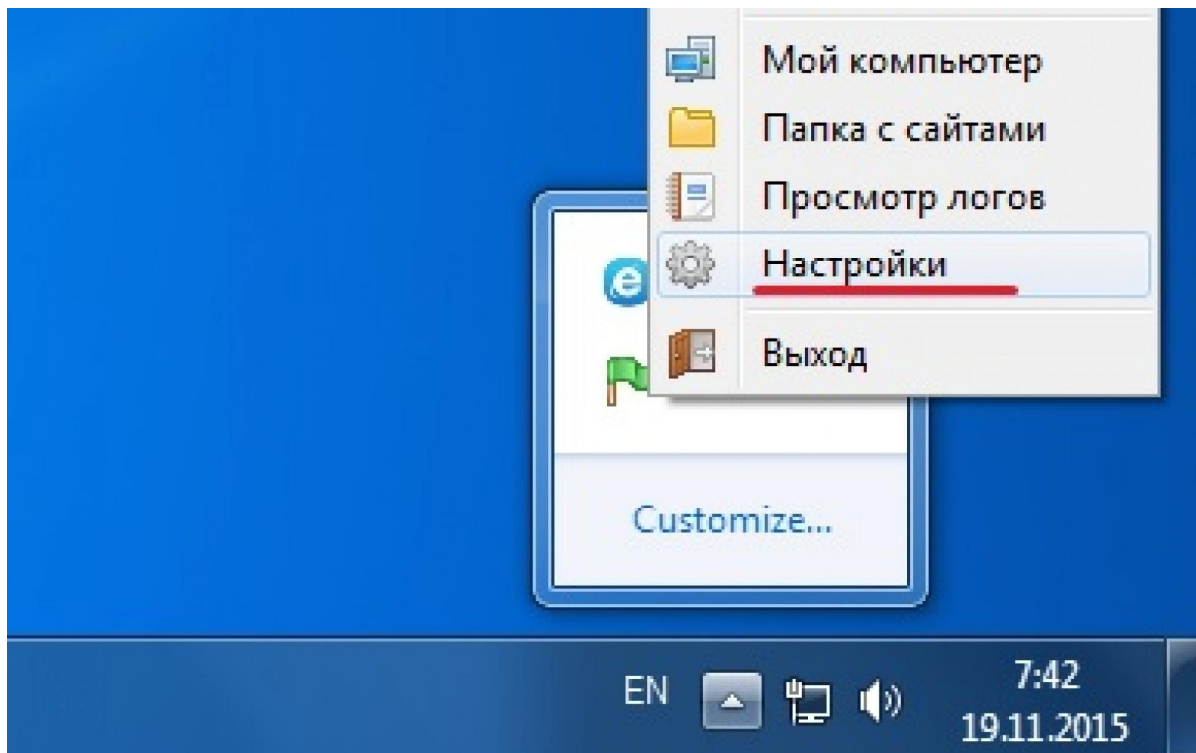 Мой компьютер
Папка с сайтами
Просмотр логов
Настройки
Выход
Customize...
EN
7:42
19.11.2015